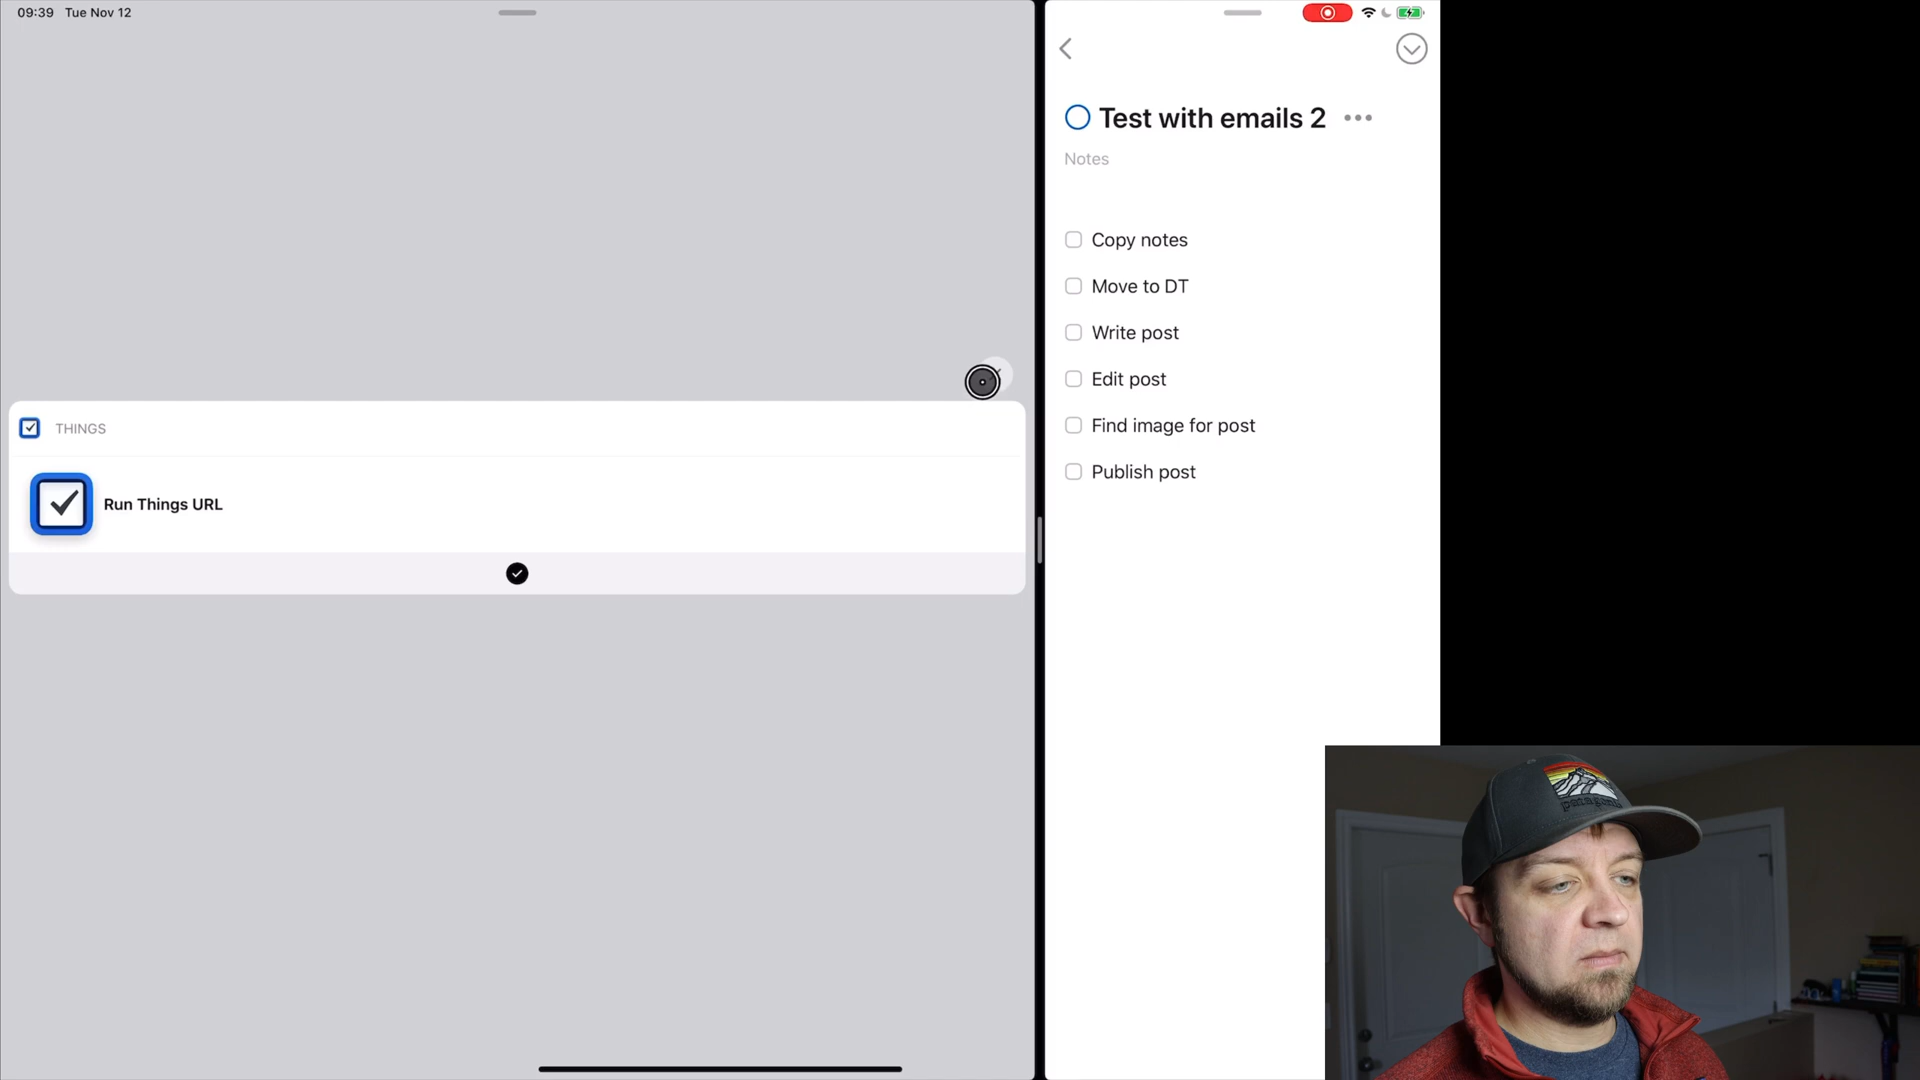 09:39 Tue Nov 12
THINGS
Run Things URL
Test with emails 2
Notes
Copy notes
Move to DT
Write post
Edit post
Find image for post
Publish post
patagonia